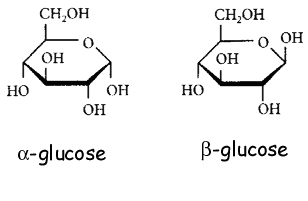 CH₂OH CH₂OH
O O OH
OH OH
HO OH HO
OH OH
α-glucose β-glucose